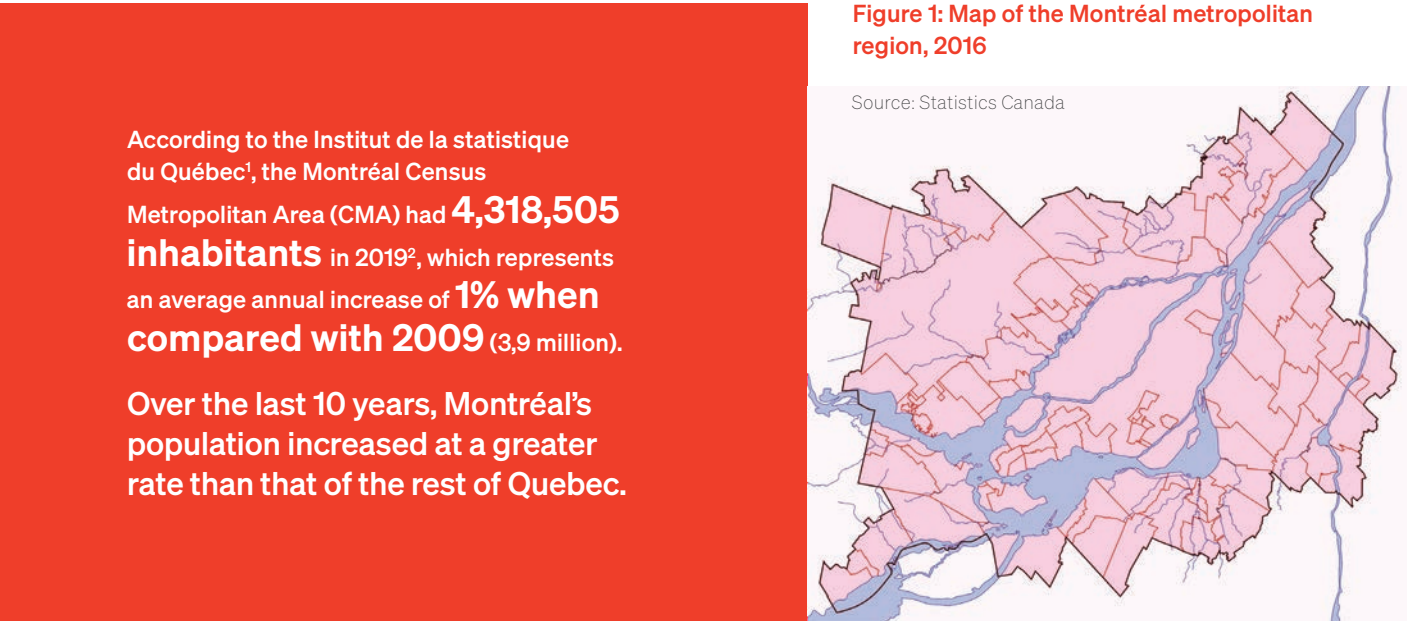 According to the Institut de la statistique
du Québec¹, the Montréal Census
Metropolitan Area (CMA) had 4,318,505
inhabitants in 2019², which represents
an average annual increase of 1% when
compared with 2009 (3,9 million).
Over the last 10 years, Montréal’s
population increased at a greater
rate than that of the rest of Quebec.
Figure 1: Map of the Montréal metropolitan
region, 2016
Source: Statistics Canada